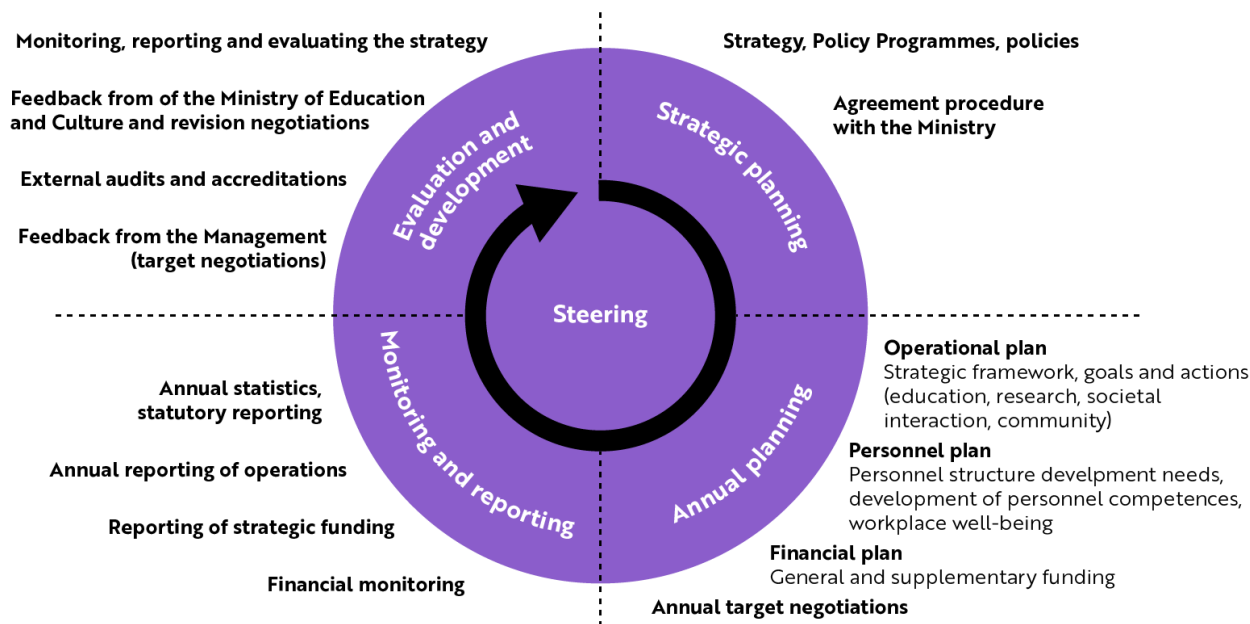 Monitoring, reporting and evaluating the strategy
Feedback from of the Ministry of Education
and Culture and revision negotiations
External audits and accreditations
Feedback from the Management
(target negotiations)
Evaluation and
development
Strategy, Policy Programmes, policies
Agreement procedure
with the Ministry
Strategic planning
Steering
Annual statistics,
statutory reporting
Annual reporting of operations
Reporting of strategic funding
Financial monitoring
Monitoring and reporting
Annual planning
Operational plan
Strategic framework, goals and actions
(education, research, societal
interaction, community)
Personnel plan
Personnel structure develpment needs,
development of personnel competences,
workplace well-being
Financial plan
General and supplementary funding
Annual target negotiations